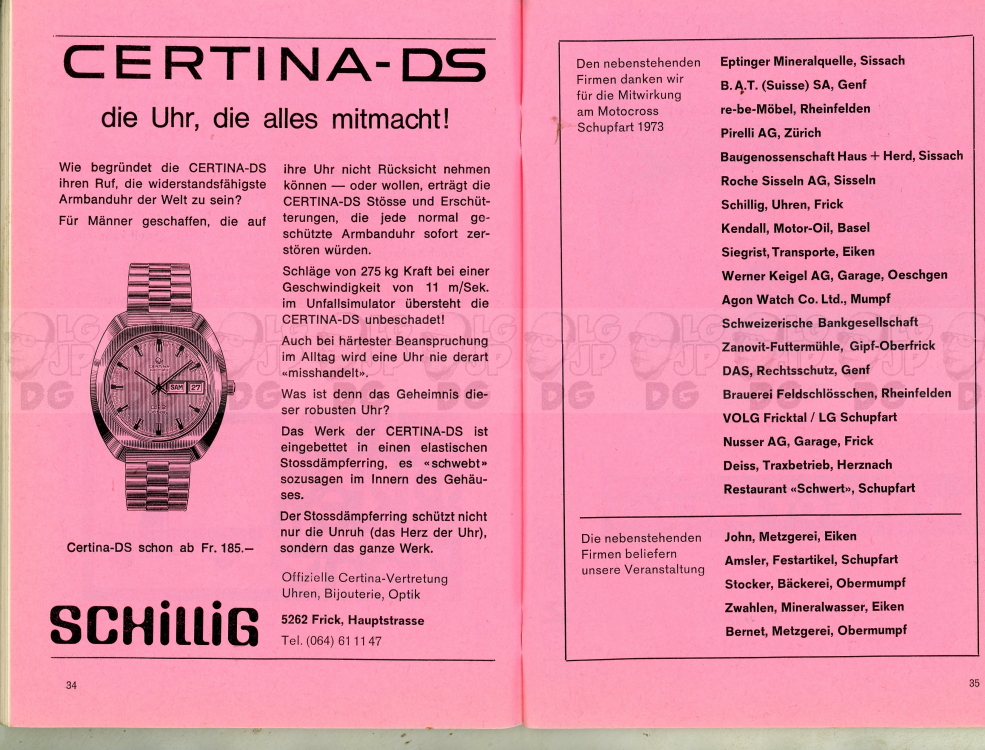 CERTINA-DS
die Uhr, die alles mitmacht!
Wie begründet die CERTINA-DS
ihren Ruf, die widerstandsfähigste
Armbanduhr der Welt zu sein?
Für Männer geschaffen, die auf
ihre Uhr nicht Rücksicht nehmen
können — oder wollen, erträgt die
CERTINA-DS Stösse und Erschüt-
terungen, die jede normal ge-
schützte Armbanduhr sofort zer-
stören würden.
Schläge von 275 kg Kraft bei einer
Geschwindigkeit von 11 m/Sek.
im Unfallsimulator übersteht die
CERTINA-DS unbeschadet!
Auch bei härtester Beanspruchung
im Alltag wird eine Uhr nie derart
«misshandelt».
Was ist denn das Geheimnis die-
ser robusten Uhr?
Das Werk der CERTINA-DS ist
eingebettet in einen elastischen
Stossdämpferring, es «schwebt»
sozusagen im Innern des Gehäu-
ses.
Der Stossdämpferring schützt nicht
nur die Unruh (das Herz der Uhr),
sondern das ganze Werk.
CERTINA
SAM 27
Certina-DS schon ab Fr. 185.—
SCHILLIG
Offizielle Certina-Vertretung
Uhren, Bijouterie, Optik
5262 Frick, Hauptstrasse
Tel. (064) 61 11 47
34
Den nebenstehenden
Firmen danken wir
für die Mitwirkung
am Motocross
Schupfart 1973
Eptinger Mineralquelle, Sissach
B.A.T. (Suisse) SA, Genf
re-be-Möbel, Rheinfelden
Pirelli AG, Zürich
Baugenossenschaft Haus + Herd, Sissach
Roche Sisseln AG, Sisseln
Schillig, Uhren, Frick
Kendall, Motor-Oil, Basel
Siegrist, Transporte, Eiken
Werner Keigel AG, Garage, Oeschgen
Agon Watch Co. Ltd., Mumpf
Schweizerische Bankgesellschaft
Zanovit-Futtermühle, Gipf-Oberfrick
DAS, Rechtsschutz, Genf
Brauerei Feldschlösschen, Rheinfelden
VOLG Fricktal / LG Schupfart
Nusser AG, Garage, Frick
Deiss, Traxbetrieb, Herznach
Restaurant «Schwert», Schupfart
Die nebenstehenden
Firmen beliefern
unsere Veranstaltung
John, Metzgerei, Eiken
Amsler, Festartikel, Schupfart
Stocker, Bäckerei, Obermumpf
Zwahlen, Mineralwasser, Eiken
Bernet, Metzgerei, Obermumpf
35
LG
JP
DG